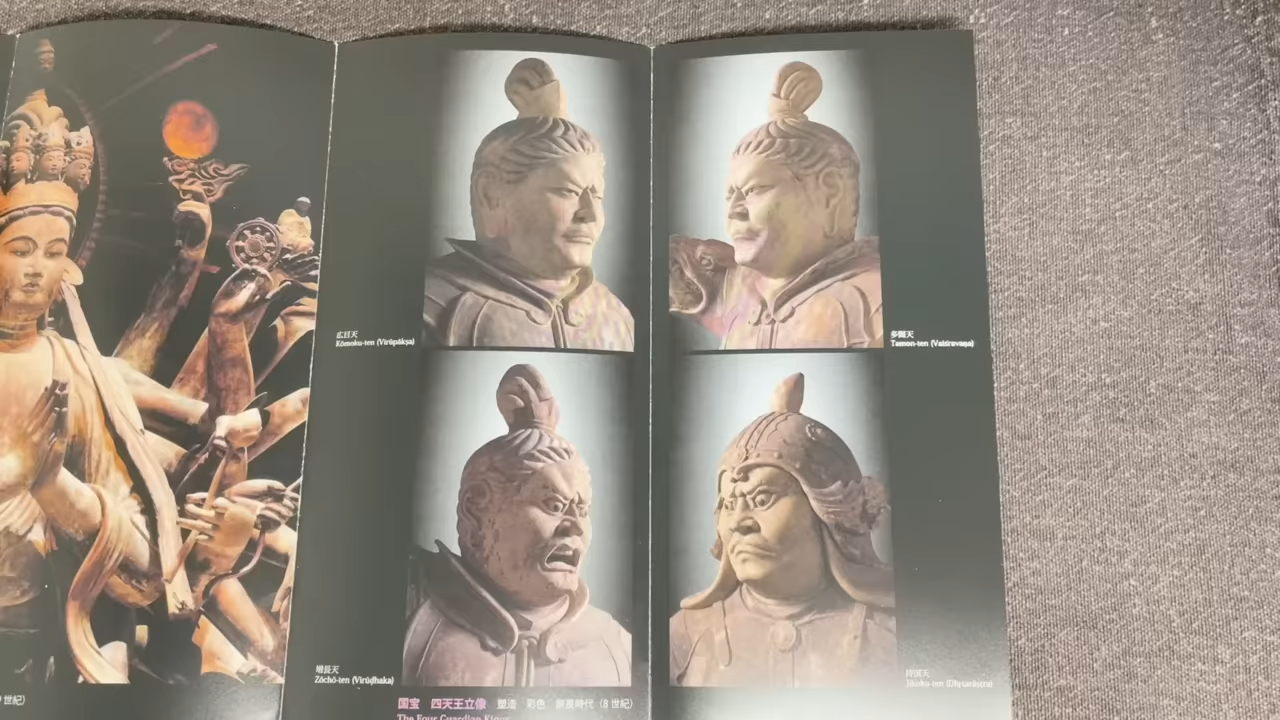 広目天
Kōmoku-ten (Virūpākṣa)
多聞天
Tamon-ten (Vaiśravaṇa)
増長天
Zōchō-ten (Virūḍhaka)
持国天
Jikoku-ten (Dhṛtarāṣṭra)
世紀)
国宝 四天王立像 塑造 彩色 奈良時代(8世紀)
The Four Guardian Kings